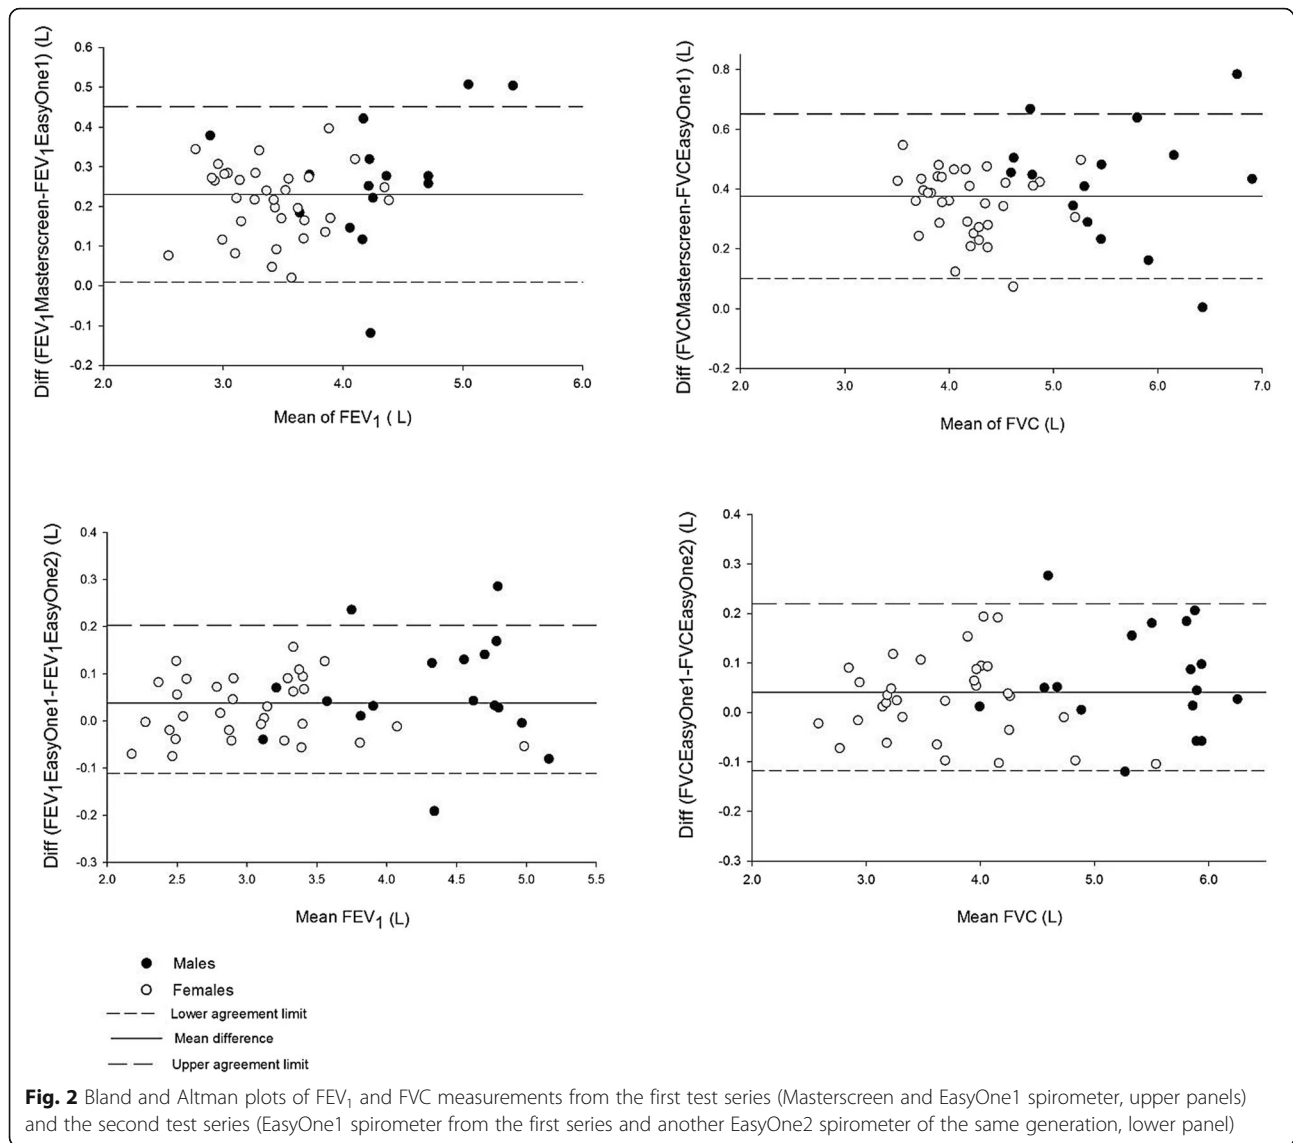 Diff (FEV1Masterscreen-FEV1EasyOne1) (L)
0.6
0.5
0.4
0.3
0.2
0.1
0.0
-0.1
-0.2
2.0 3.0 4.0 5.0 6.0
Mean of FEV1 ( L)
Diff (FVCMasterscreen-FVCEasyOne1) (L)
0.8
0.6
0.4
0.2
0.0
-0.2
2.0 3.0 4.0 5.0 6.0 7.0
Mean of FVC (L)
Diff (FEV1EasyOne1-FEV1EasyOne2) (L)
0.4
0.3
0.2
0.1
0.0
-0.1
-0.2
-0.3
2.0 2.5 3.0 3.5 4.0 4.5 5.0 5.5
Mean FEV1 (L)
Diff (FVCEasyOne1-FVCEasyOne2) (L)
0.4
0.3
0.2
0.1
0.0
-0.1
-0.2
-0.3
2.0 3.0 4.0 5.0 6.0
Mean FVC (L)
Males
Females
Lower agreement limit
Mean difference
Upper agreement limit
Fig. 2 Bland and Altman plots of FEV1 and FVC measurements from the first test series (Masterscreen and EasyOne1 spirometer, upper panels)
and the second test series (EasyOne1 spirometer from the first series and another EasyOne2 spirometer of the same generation, lower panel)